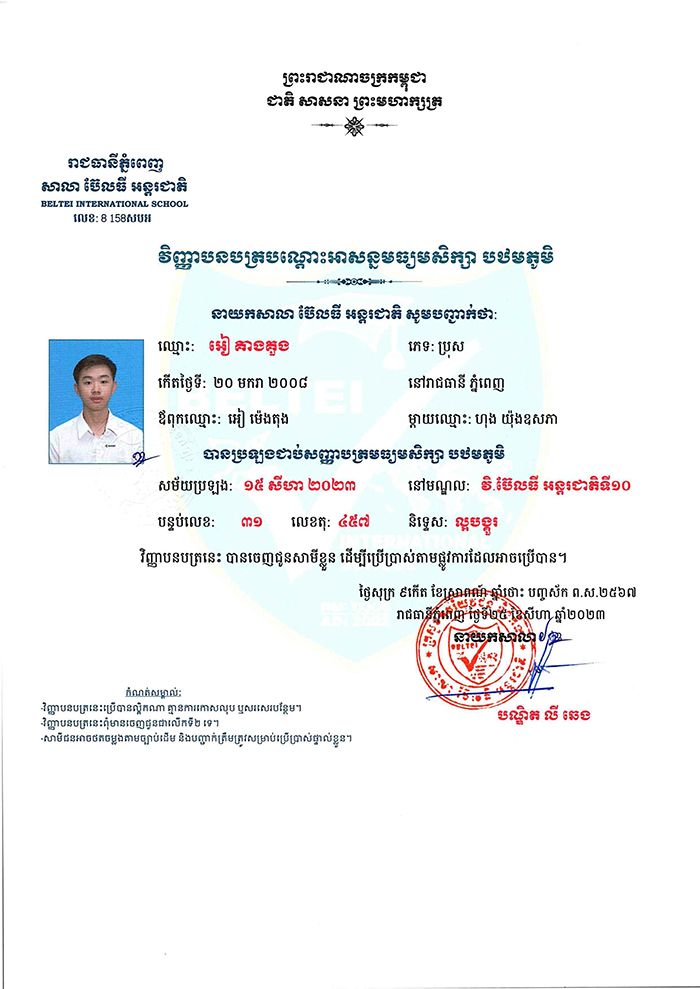 ព្រះរាជាណាចក្រកម្ពុជា
ជាតិ សាសនា ព្រះមហាក្សត្រ
រាជធានីភ្នំពេញ
សាលា ប៊ែលធី អន្តរជាតិ
BELTEI INTERNATIONAL SCHOOL
លេខ: 8 158សបអ
វិញ្ញាបនបត្របណ្តោះអាសន្នមធ្យមសិក្សា បឋមភូមិ
នាយកសាលា ប៊ែលធី អន្តរជាតិ សូមបញ្ជាក់ថា:
ឈ្មោះ: អៀ គាងគួង ភេទ: ប្រុស
កើតថ្ងៃទី: ២០ មករា ២០០៨ នៅរាជធានី ភ្នំពេញ
ឪពុកឈ្មោះ: អៀ ម៉េងតុង ម្តាយឈ្មោះ: ហុង យ៉ុងឧសភា
បានប្រឡងជាប់សញ្ញាបត្រមធ្យមសិក្សា បឋមភូមិ
សម័យប្រឡង: ១៥ សីហា ២០២៣ នៅមណ្ឌល: វិ.ប៊ែលធី អន្តរជាតិទី១០
បន្ទប់លេខ: ៣១ លេខតុ: ៤៥៧ និទ្ទេស: ល្អបង្គួរ
វិញ្ញាបនបត្រនេះ បានចេញជូនសាមីខ្លួន ដើម្បីប្រើប្រាស់តាមផ្លូវការដែលអាចប្រើបាន។
ថ្ងៃសុក្រ ៩កើត ខែស្រាពណ៍ ឆ្នាំថោះ បញ្ចស័ក ព.ស.២៥៦៧
រាជធានីភ្នំពេញ ថ្ងៃទី២៥ ខែសីហា ឆ្នាំ២០២៣
នាយកសាលា
BELTEI
បណ្ឌិត លី ឆេង
កំណត់សម្គាល់:
-វិញ្ញាបនបត្រនេះប្រើបានល្គឹកណា គ្មានការកោសលុប ឬសរសេរបន្ថែម។
-វិញ្ញាបនបត្រនេះពុំមានចេញជូនជាលើកទី២ ទេ។
-សាមីជនអាចថតចម្លងតាមច្បាប់ដើម និងបញ្ជាក់ត្រឹមត្រូវសម្រាប់ប្រើប្រាស់ផ្ទាល់ខ្លួន។
BELTEI
INTERNATIONAL